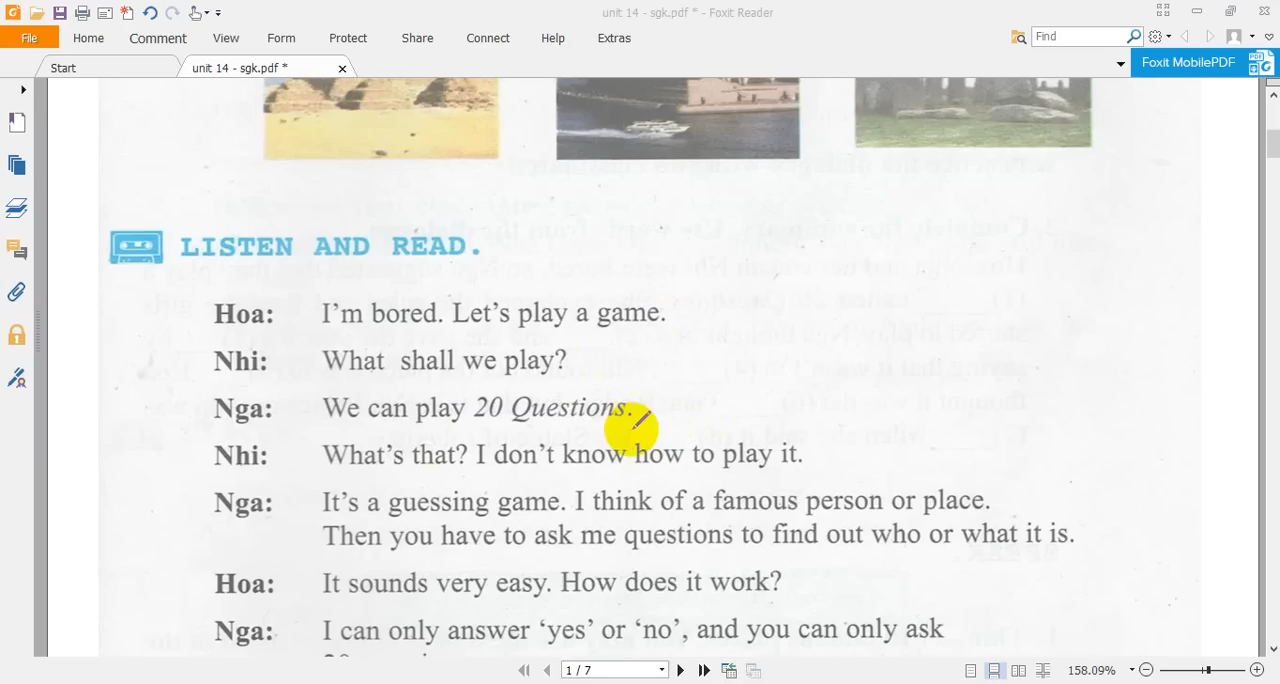 unit 14 - sgk.pdf * - Foxit Reader
File Home Comment View Form Protect Share Connect Help Extras
Find
Start
unit 14 - sgk.pdf *
Foxit MobilePDF
LISTEN AND READ.
Hoa: I'm bored. Let's play a game.
Nhi: What shall we play?
Nga: We can play 20 Questions.
Nhi: What's that? I don't know how to play it.
Nga: It's a guessing game. I think of a famous person or place.
Then you have to ask me questions to find out who or what it is.
Hoa: It sounds very easy. How does it work?
Nga: I can only answer 'yes' or 'no', and you can only ask
1 / 7
158.09%